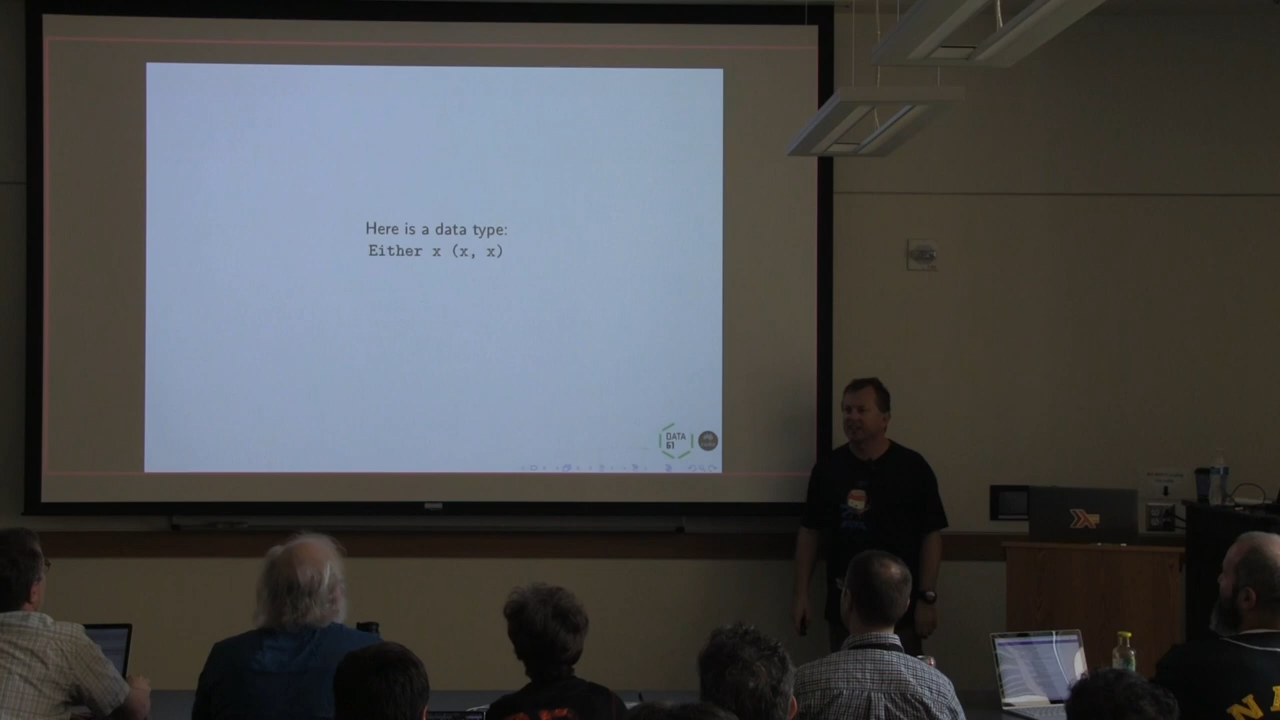 Here is a data type:
Either x (x, x)
DATA
61